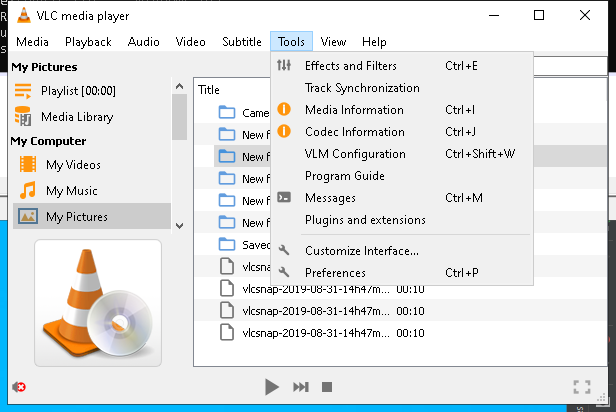 VLC media player
Media Playback Audio Video Subtitle Tools View Help
My Pictures
Playlist [00:00]
Media Library
My Computer
My Videos
My Music
My Pictures
Title
Came
New f
New f
New f
New f
New f
Saved
vlcsnap-2019-08-31-14h47m...
vlcsnap-2019-08-31-14h47m... 00:10
vlcsnap-2019-08-31-14h47m... 00:10
vlcsnap-2019-08-31-14h47m... 00:10
Effects and Filters Ctrl+E
Track Synchronization
Media Information Ctrl+I
Codec Information Ctrl+J
VLM Configuration Ctrl+Shift+W
Program Guide
Messages Ctrl+M
Plugins and extensions
Customize Interface...
Preferences Ctrl+P